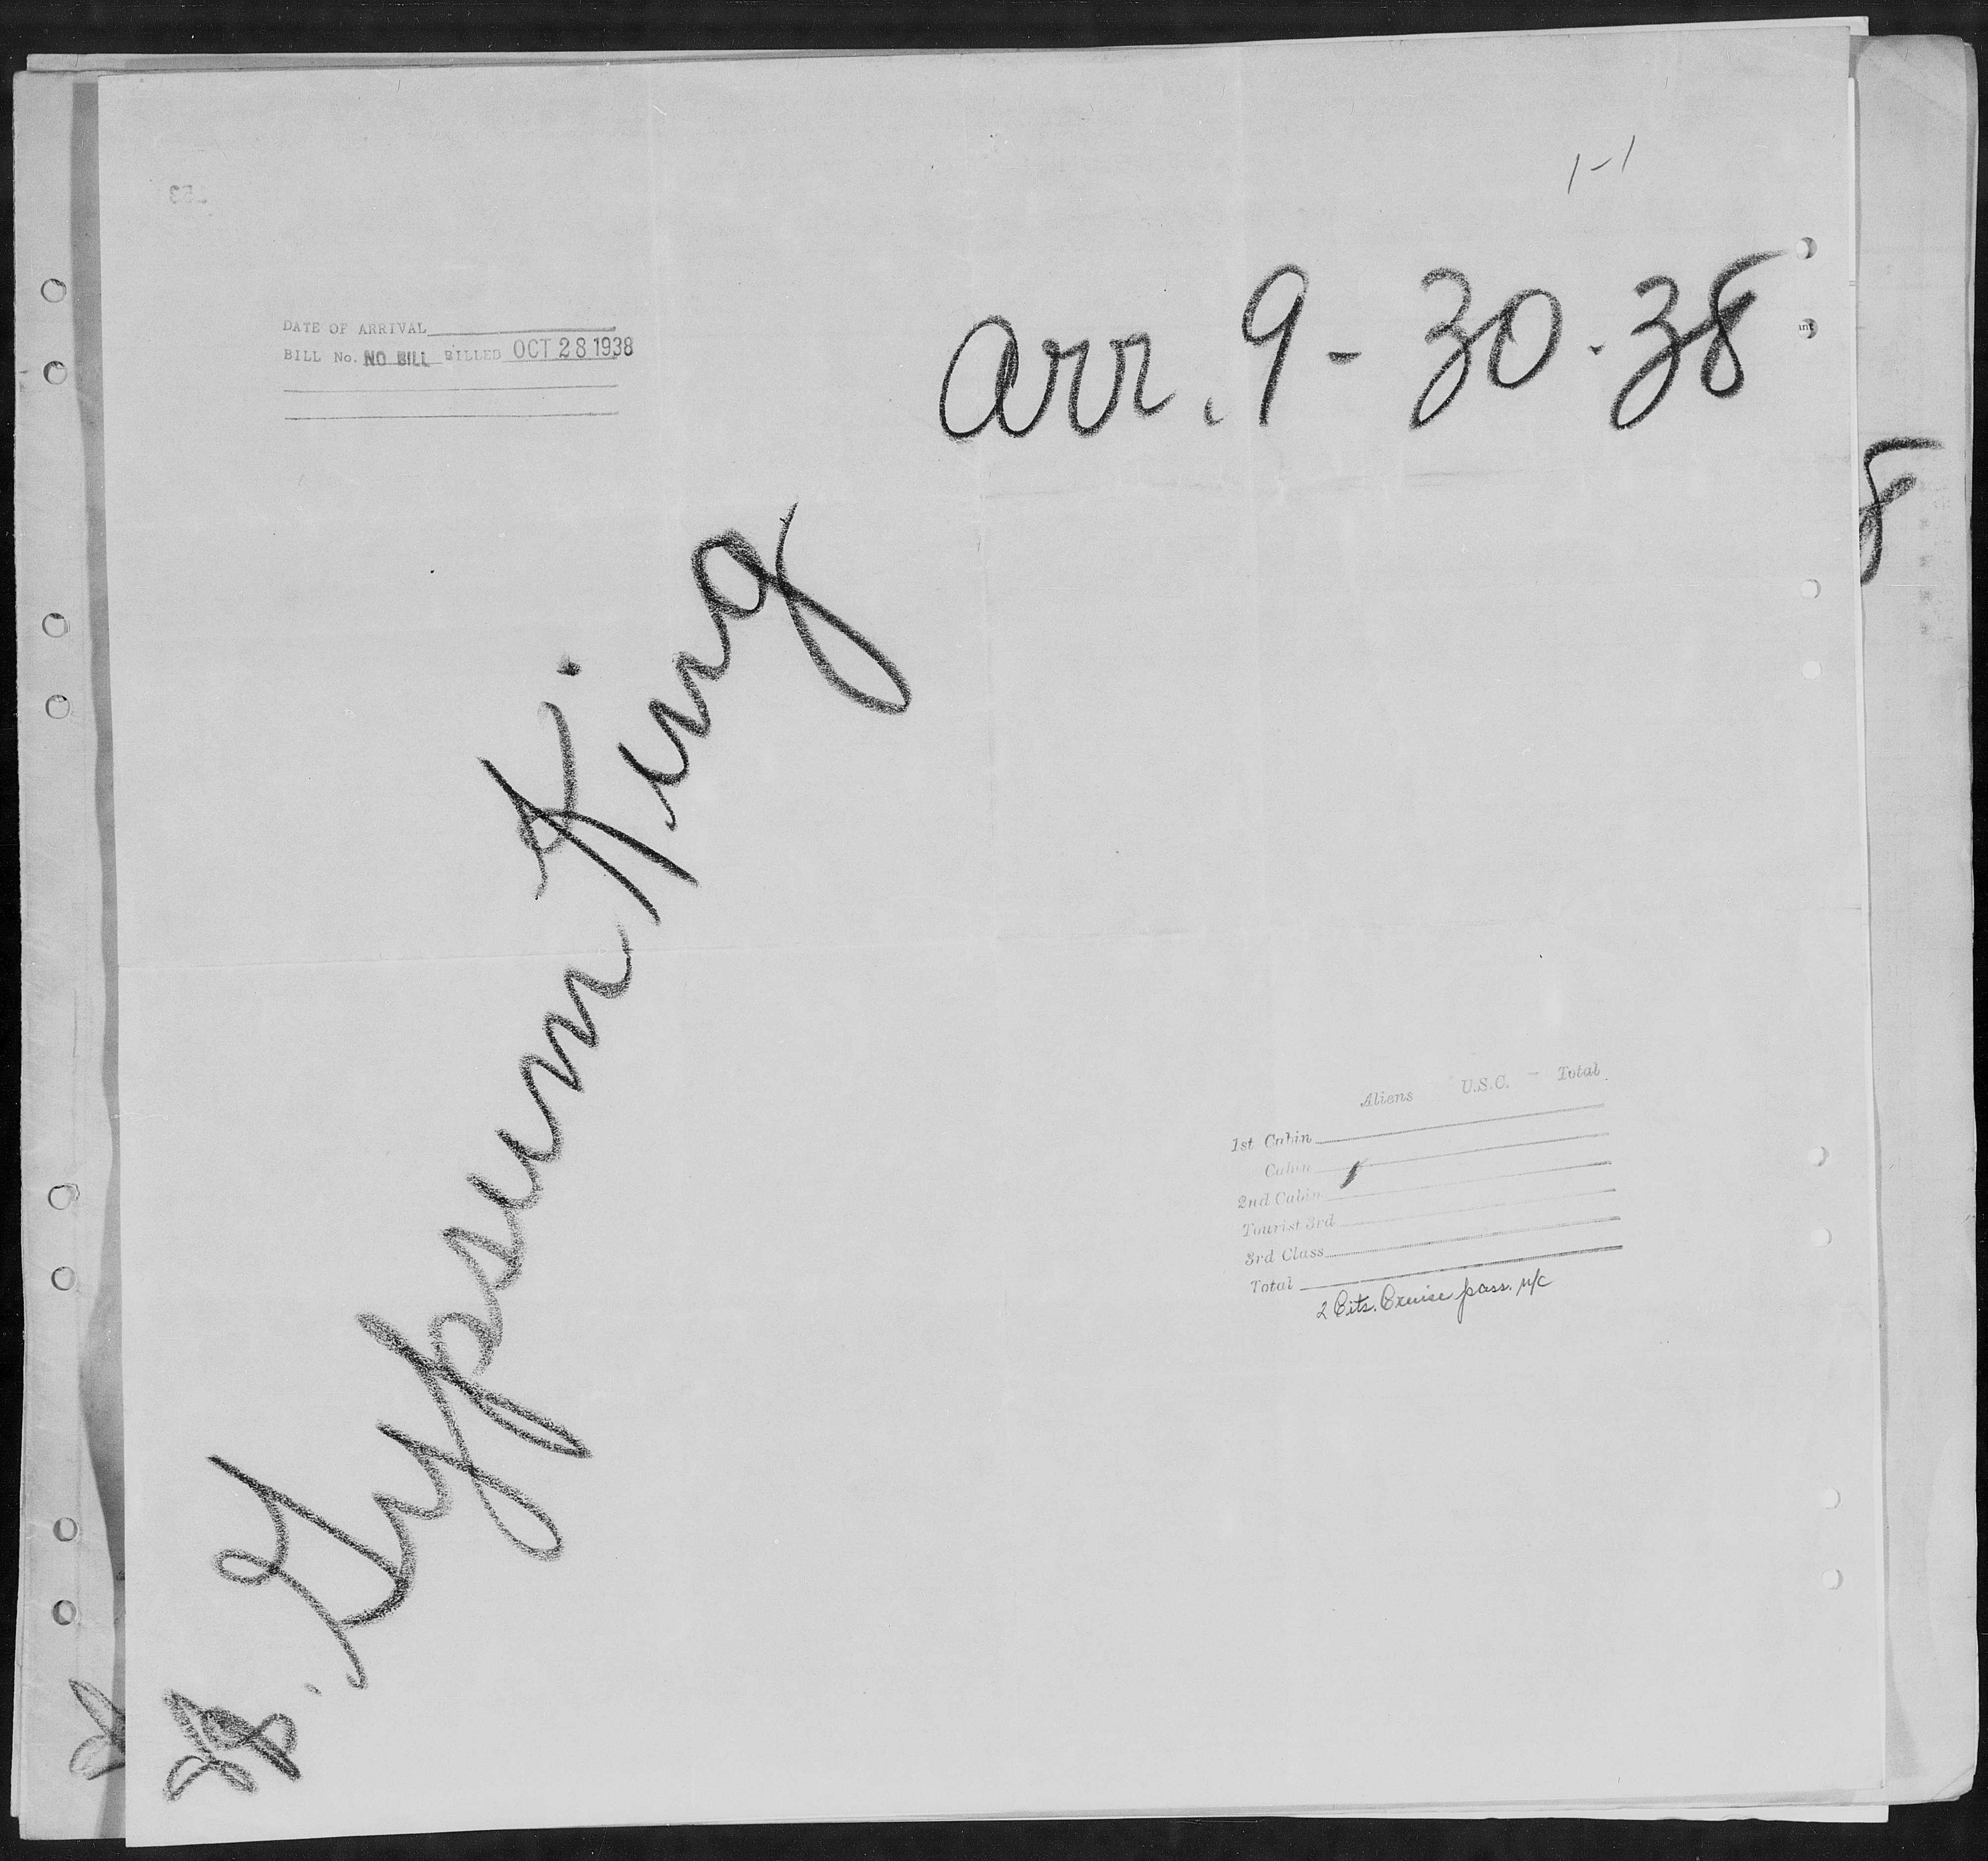 1-1
DATE OF ARRIVAL
BILL No. NO BILL BILLED OCT 28 1938
arr. 9-30-38
8
Gypsum King
Aliens U.S.C. - Total
1st Cabin
Cabin
2nd Cabin
Tourist 3rd
3rd Class
Total
2 Cits. Cruise pass. n/c